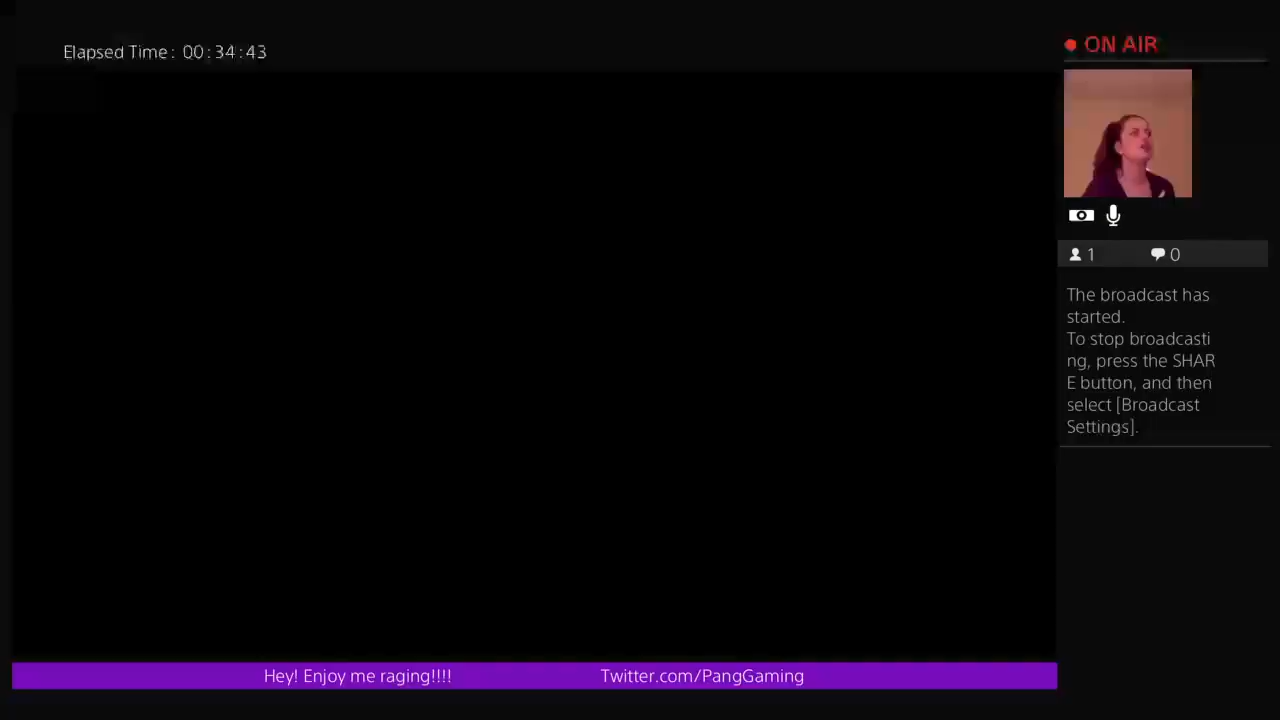 Elapsed Time: 00:34:43
ON AIR
1 0
The broadcast has
started.
To stop broadcasti
ng, press the SHAR
E button, and then
select [Broadcast
Settings].
Hey! Enjoy me raging!!!! Twitter.com/PangGaming